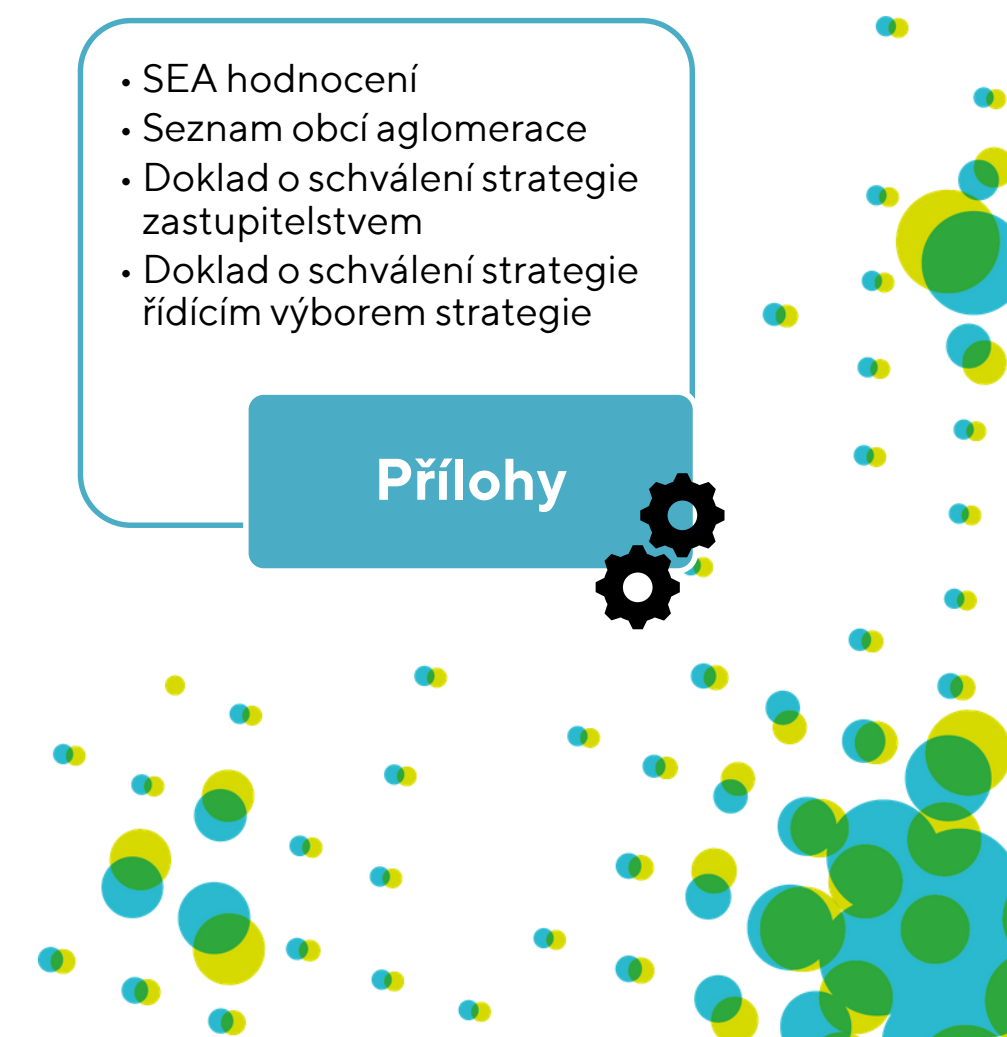 • SEA hodnocení
• Seznam obcí aglomerace
• Doklad o schválení strategie
zastupitelstvem
• Doklad o schválení strategie
řídícím výborem strategie
Přílohy